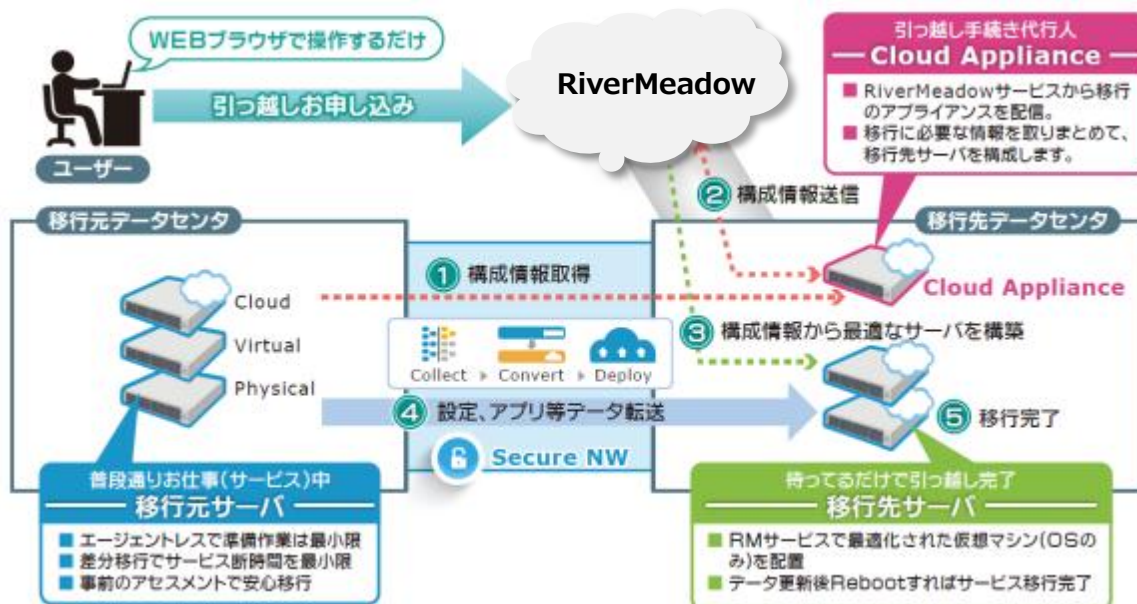 WEBブラウザで操作するだけ
引っ越しお申し込み
ユーザー
RiverMeadow
引っ越し手続き代行人
Cloud Appliance
■ RiverMeadowサービスから移行
のアプライアンスを配信。
■ 移行に必要な情報を取りまとめて、
移行先サーバを構成します。
② 構成情報送信
移行元データセンタ
移行先データセンタ
① 構成情報取得
Cloud
Virtual
Physical
Cloud Appliance
③ 構成情報から最適なサーバを構築
Collect ▶ Convert ▶ Deploy
④ 設定、アプリ等データ転送
⑤ 移行完了
Secure NW
普段通りお仕事(サービス)中
移行元サーバ
■ エージェントレスで準備作業は最小限
■ 差分移行でサービス断時間を最小限
■ 事前のアセスメントで安心移行
待ってるだけで引っ越し完了
移行先サーバ
■ RMサービスで最適化された仮想マシン(OSの
み)を配置
■ データ更新後Rebootすればサービス移行完了